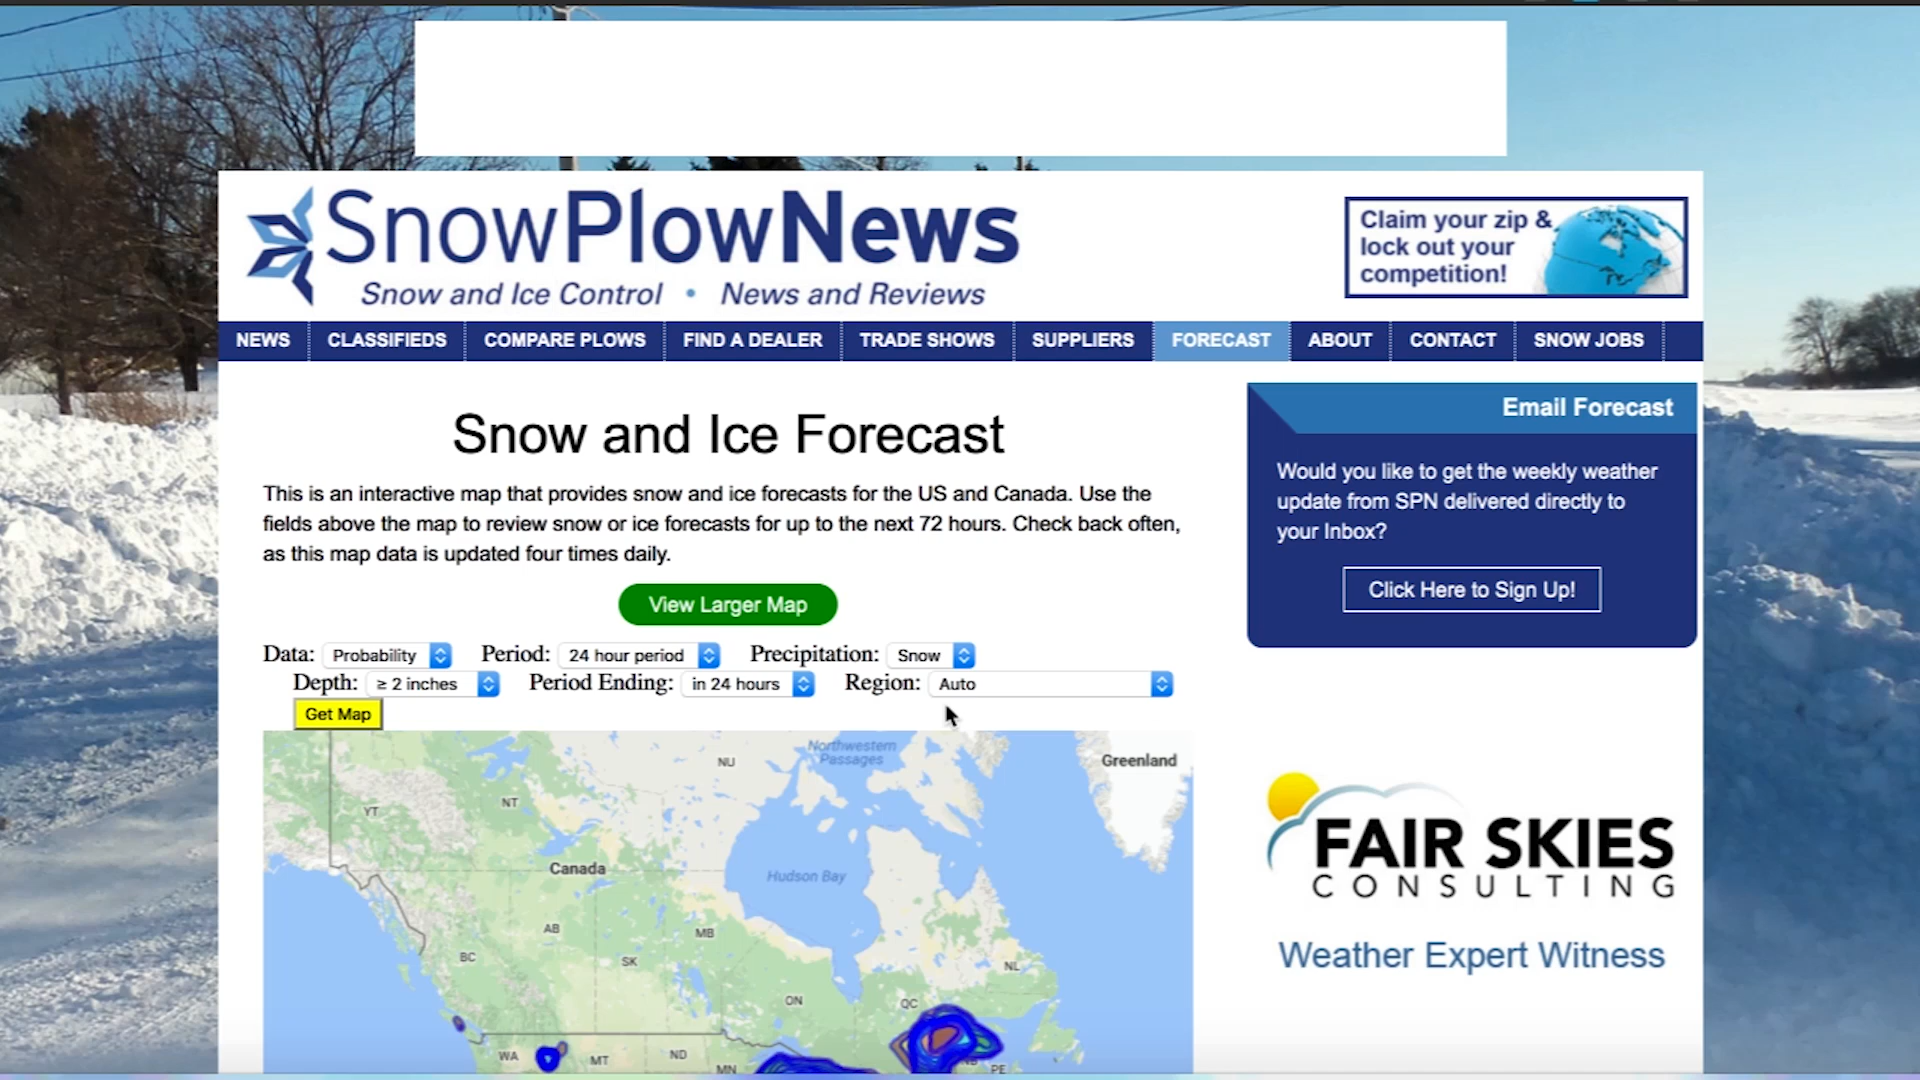 SnowPlowNews
Snow and Ice Control • News and Reviews
Claim your zip &
lock out your
competition!
NEWS CLASSIFIEDS COMPARE PLOWS FIND A DEALER TRADE SHOWS SUPPLIERS FORECAST ABOUT CONTACT SNOW JOBS
Snow and Ice Forecast
This is an interactive map that provides snow and ice forecasts for the US and Canada. Use the
fields above the map to review snow or ice forecasts for up to the next 72 hours. Check back often,
as this map data is updated four times daily.
View Larger Map
Data: Probability Period: 24 hour period Precipitation: Snow
Depth: ≥ 2 inches Period Ending: in 24 hours Region: Auto
Get Map
Northwestern
Passages
Greenland
NU
NT
YT
Canada
Hudson Bay
AB
MB
BC
SK
NL
ON
QC
WA
MT
ND
MN
PE
Email Forecast
Would you like to get the weekly weather
update from SPN delivered directly to
your Inbox?
Click Here to Sign Up!
FAIR SKIES
CONSULTING
Weather Expert Witness